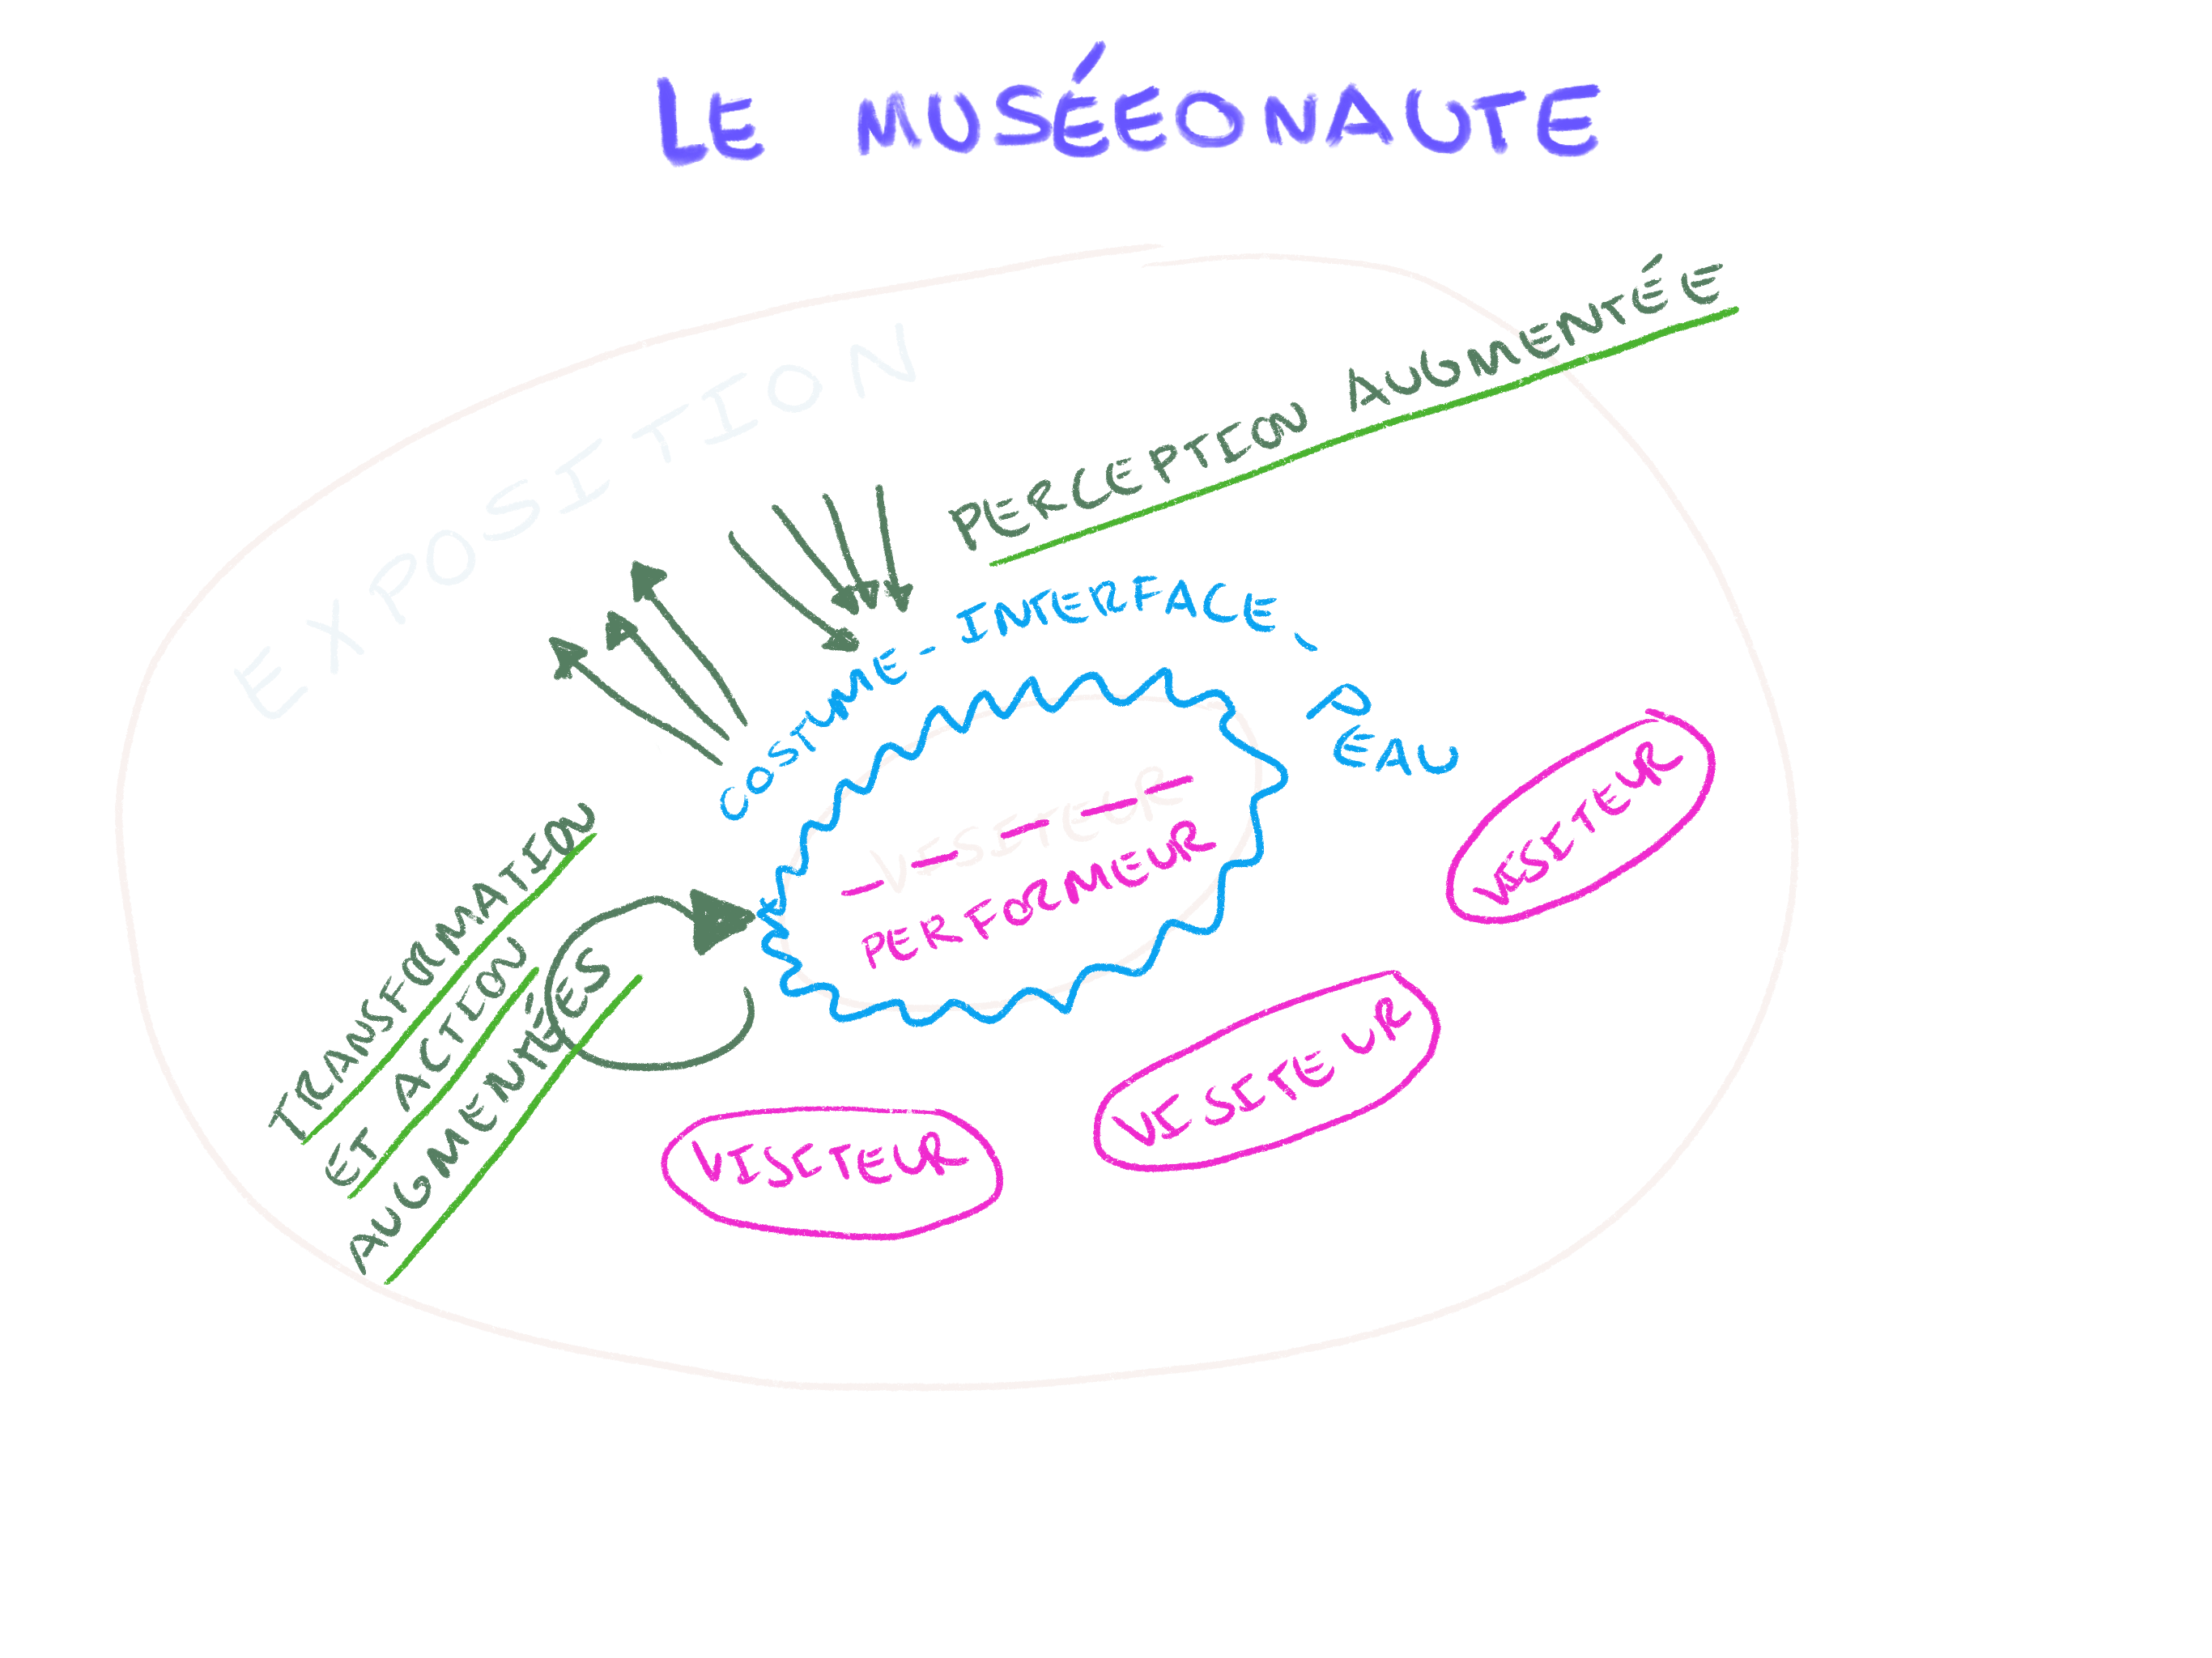 LE MUSÉEONAUTE
EXPOSITION
PERCEPTION AUGMENTÉE
COSTUME-INTERFACE-PEAU
VISITEUR
PERFORMEUR
VISITEUR
TRANSFORMATION
ET ACTION
AUGMENTÉES
VISITEUR
VISITEUR